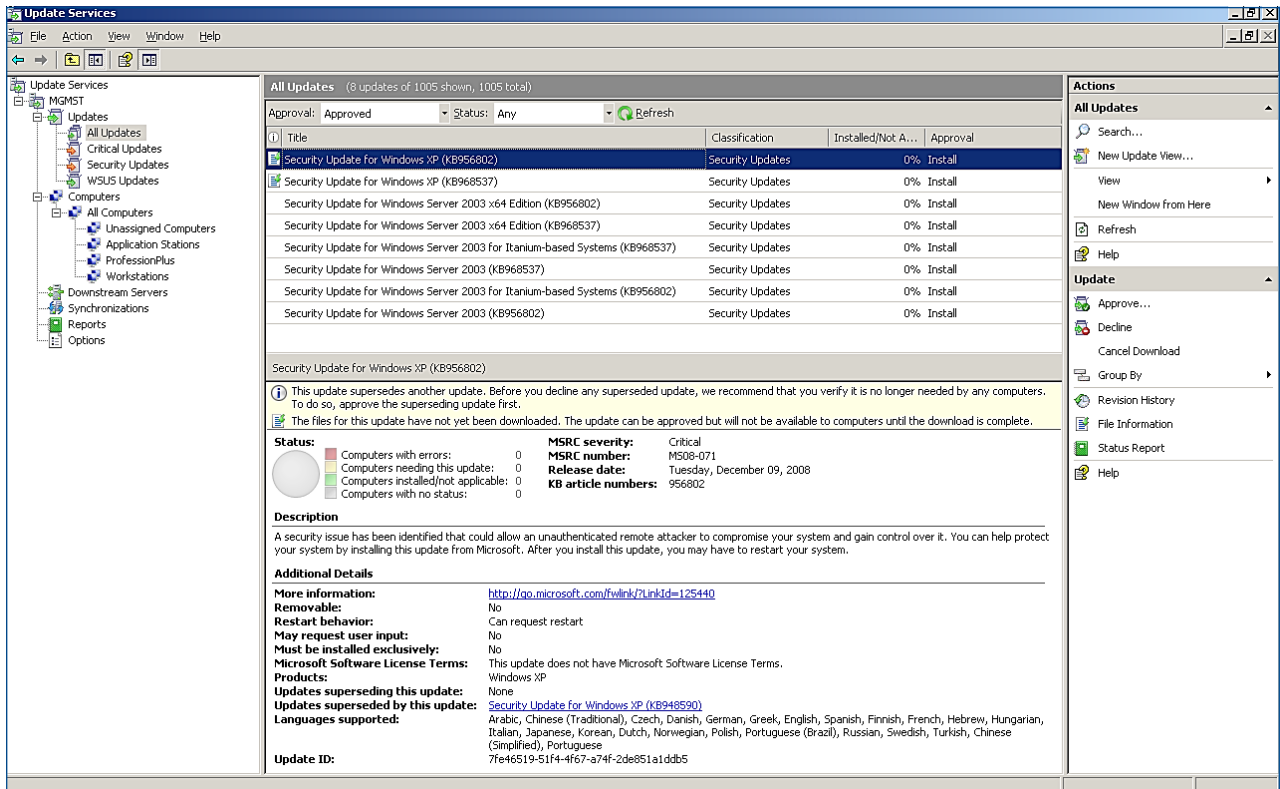 Update Services
File Action View Window Help
Update Services
MGMST
Updates
All Updates
Critical Updates
Security Updates
WSUS Updates
Computers
All Computers
Unassigned Computers
Application Stations
ProfessionPlus
Workstations
Downstream Servers
Synchronizations
Reports
Options
All Updates (8 updates of 1005 shown, 1005 total)
Approval: Approved Status: Any Refresh
Title Classification Installed/Not A... Approval
Security Update for Windows XP (KB956802) Security Updates 0% Install
Security Update for Windows XP (KB968537) Security Updates 0% Install
Security Update for Windows Server 2003 x64 Edition (KB956802) Security Updates 0% Install
Security Update for Windows Server 2003 x64 Edition (KB968537) Security Updates 0% Install
Security Update for Windows Server 2003 for Itanium-based Systems (KB968537) Security Updates 0% Install
Security Update for Windows Server 2003 (KB968537) Security Updates 0% Install
Security Update for Windows Server 2003 for Itanium-based Systems (KB956802) Security Updates 0% Install
Security Update for Windows Server 2003 (KB956802) Security Updates 0% Install
Security Update for Windows XP (KB956802)
This update supersedes another update. Before you decline any superseded update, we recommend that you verify it is no longer needed by any computers.
To do so, approve the superseding update first.
The files for this update have not yet been downloaded. The update can be approved but will not be available to computers until the download is complete.
Status:
Computers with errors: 0
Computers needing this update: 0
Computers installed/not applicable: 0
Computers with no status: 0
MSRC severity: Critical
MSRC number: MS08-071
Release date: Tuesday, December 09, 2008
KB article numbers: 956802
Description
A security issue has been identified that could allow an unauthenticated remote attacker to compromise your system and gain control over it. You can help protect
your system by installing this update from Microsoft. After you install this update, you may have to restart your system.
Additional Details
More information: http://go.microsoft.com/fwlink/?LinkId=125440
Removable: No
Restart behavior: Can request restart
May request user input: No
Must be installed exclusively: No
Microsoft Software License Terms: This update does not have Microsoft Software License Terms.
Products: Windows XP
Updates superseding this update: None
Updates superseded by this update: Security Update for Windows XP (KB948590)
Languages supported: Arabic, Chinese (Traditional), Czech, Danish, German, Greek, English, Spanish, Finnish, French, Hebrew, Hungarian,
Italian, Japanese, Korean, Dutch, Norwegian, Polish, Portuguese (Brazil), Russian, Swedish, Turkish, Chinese
(Simplified), Portuguese
Update ID: 7fe46519-51f4-4f67-a74f-2de851a1ddb5
Actions
All Updates
Search...
New Update View...
View
New Window from Here
Refresh
Help
Update
Approve...
Decline
Cancel Download
Group By
Revision History
File Information
Status Report
Help